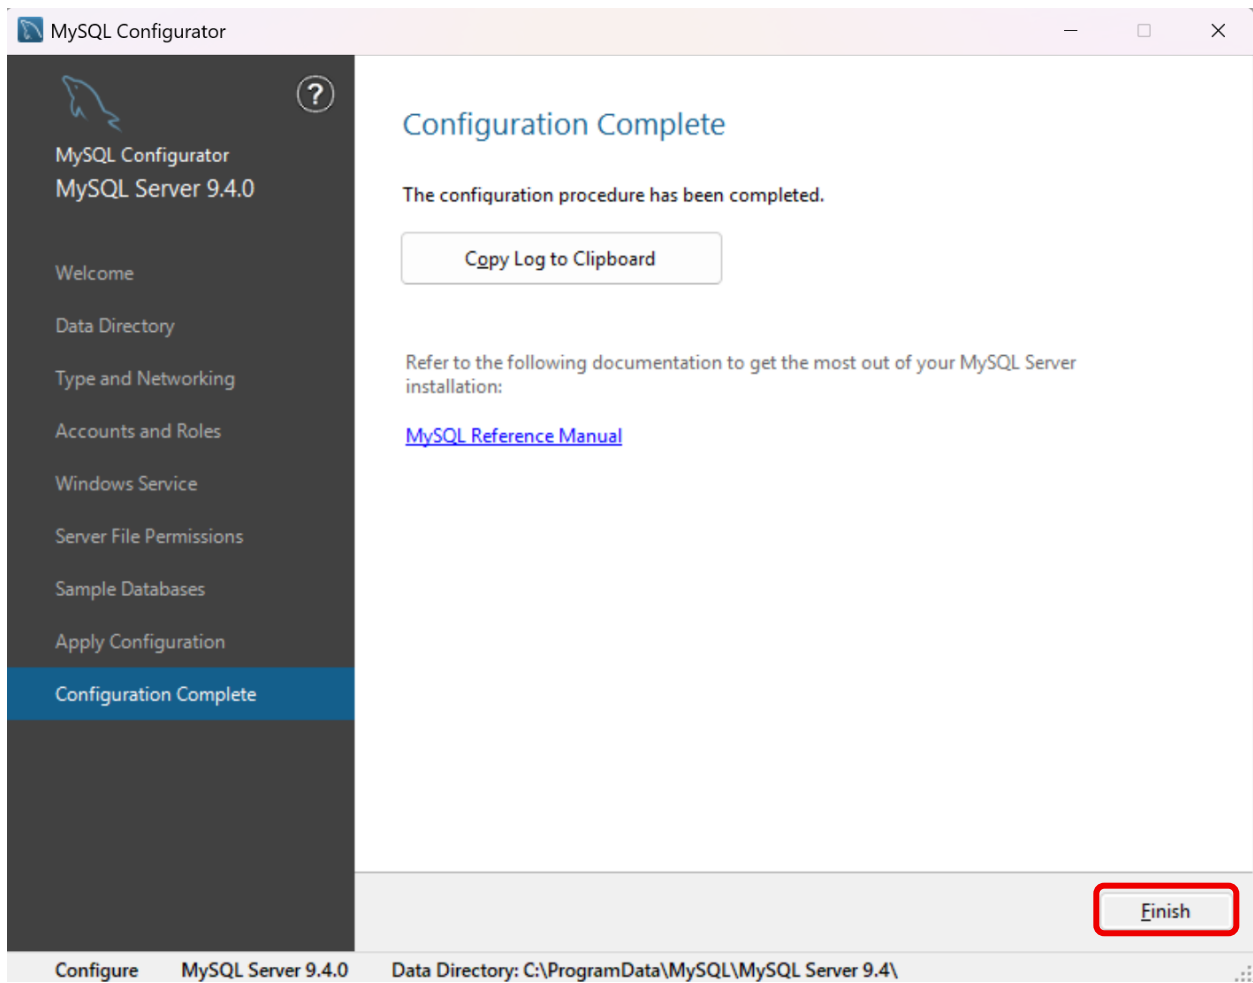 MySQL Configurator
?
MySQL Configurator
MySQL Server 9.4.0
Welcome
Data Directory
Type and Networking
Accounts and Roles
Windows Service
Server File Permissions
Sample Databases
Apply Configuration
Configuration Complete
Configuration Complete
The configuration procedure has been completed.
Copy Log to Clipboard
Refer to the following documentation to get the most out of your MySQL Server
installation:
MySQL Reference Manual
Finish
Configure MySQL Server 9.4.0 Data Directory: C:\ProgramData\MySQL\MySQL Server 9.4\